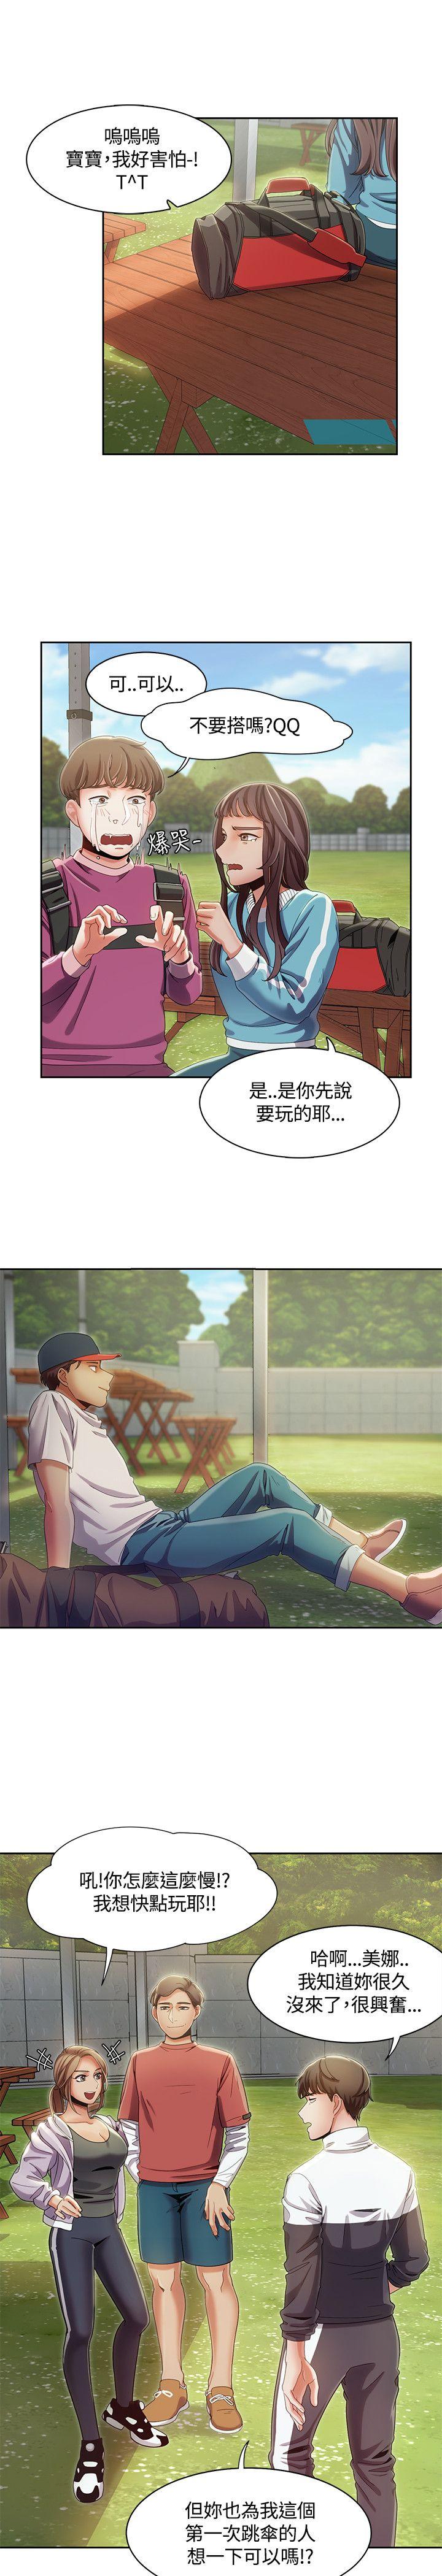 嗚嗚嗚
寶寶，我好害怕-!
T^T
可..可以..
不要搭嗎?QQ
爆哭~
是..是你先說
要玩的耶...
吼!你怎麼這麼慢!?
我想快點玩耶!!
哈啊...美娜..
我知道妳很久
沒來了，很興奮...
但妳也為我這個
第一次跳傘的人
想一下可以嗎!?